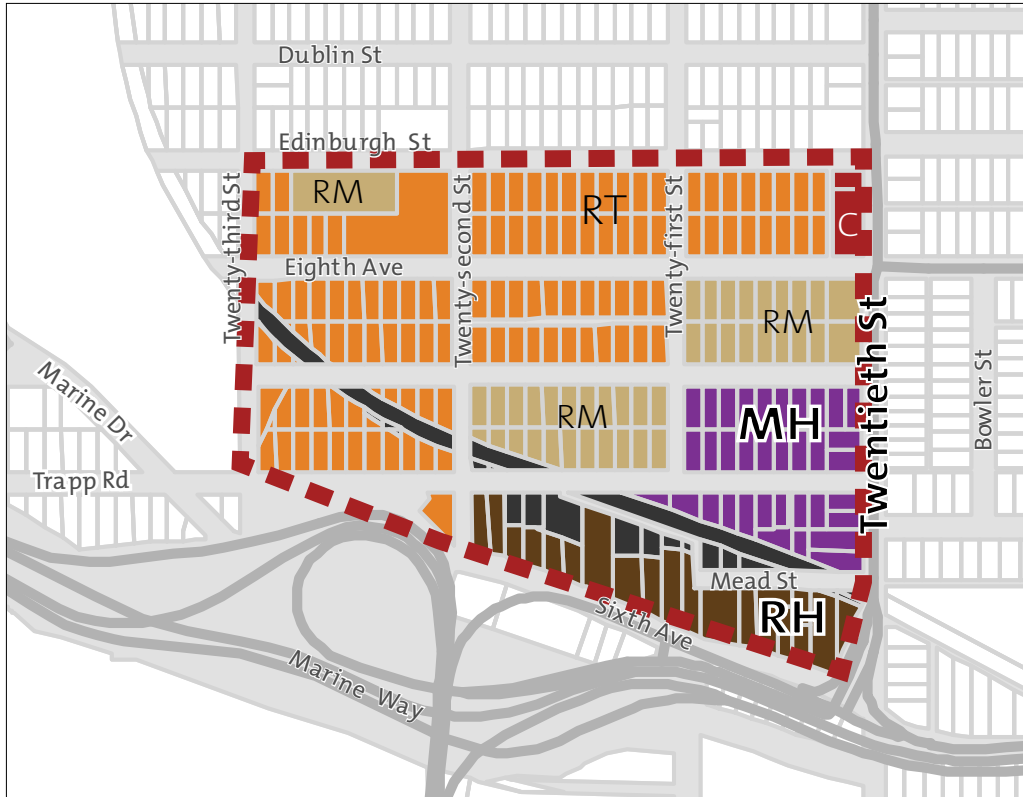 Dublin St
Edinburgh St
RM
RT
C
Twenty-third St
Twenty-second St
Twenty-first St
Eighth Ave
RM
Twentieth St
Bowler St
Marine Dr
RM
MH
Trapp Rd
Mead St
Sixth Ave
RH
Marine Way